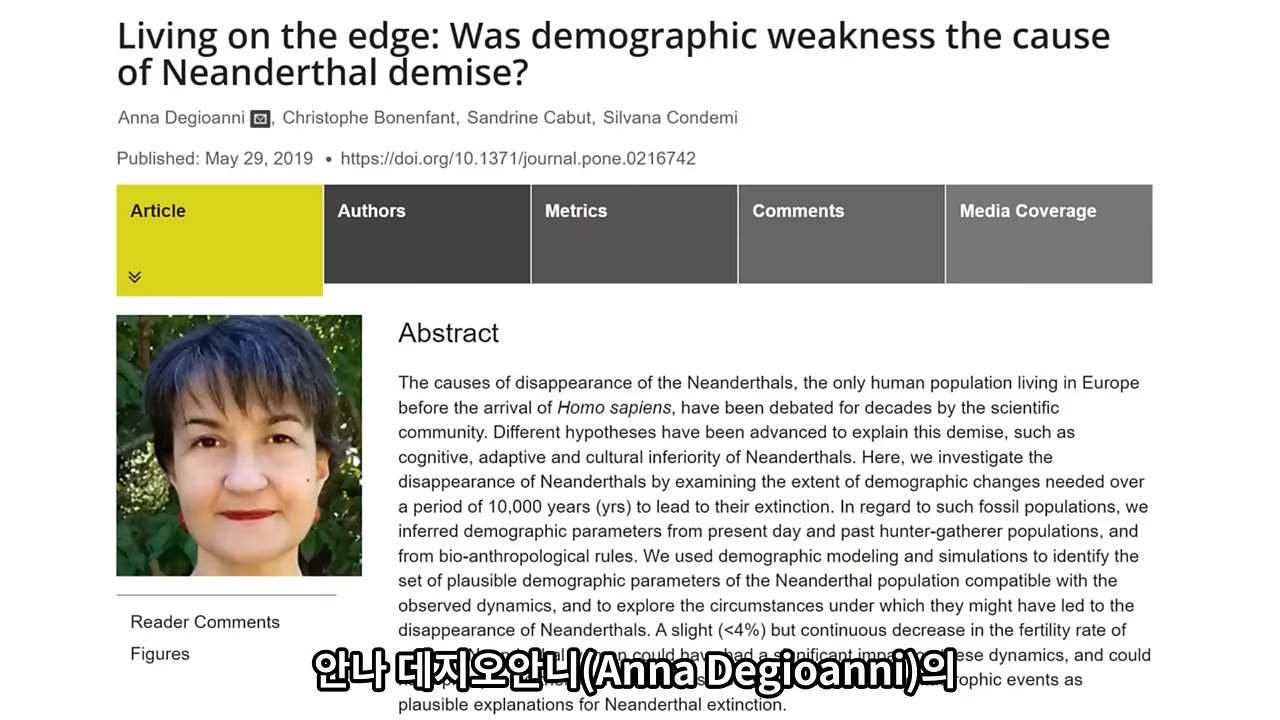 Living on the edge: Was demographic weakness the cause
of Neanderthal demise?
Anna Degioanni, Christophe Bonenfant, Sandrine Cabut, Silvana Condemi
Published: May 29, 2019 • https://doi.org/10.1371/journal.pone.0216742
Article
Authors
Metrics
Comments
Media Coverage
Abstract
The causes of disappearance of the Neanderthals, the only human population living in Europe
before the arrival of Homo sapiens, have been debated for decades by the scientific
community. Different hypotheses have been advanced to explain this demise, such as
cognitive, adaptive and cultural inferiority of Neanderthals. Here, we investigate the
disappearance of Neanderthals by examining the extent of demographic changes needed over
a period of 10,000 years (yrs) to lead to their extinction. In regard to such fossil populations, we
inferred demographic parameters from present day and past hunter-gatherer populations, and
from bio-anthropological rules. We used demographic modeling and simulations to identify the
set of plausible demographic parameters of the Neanderthal population compatible with the
observed dynamics, and to explore the circumstances under which they might have led to the
disappearance of Neanderthals. A slight (<4%) but continuous decrease in the fertility rate of
could have had a significant these dynamics, and could
events as
plausible explanations for Neanderthal extinction.
Reader Comments
Figures
안나 데지오안니(Anna Degioanni)의